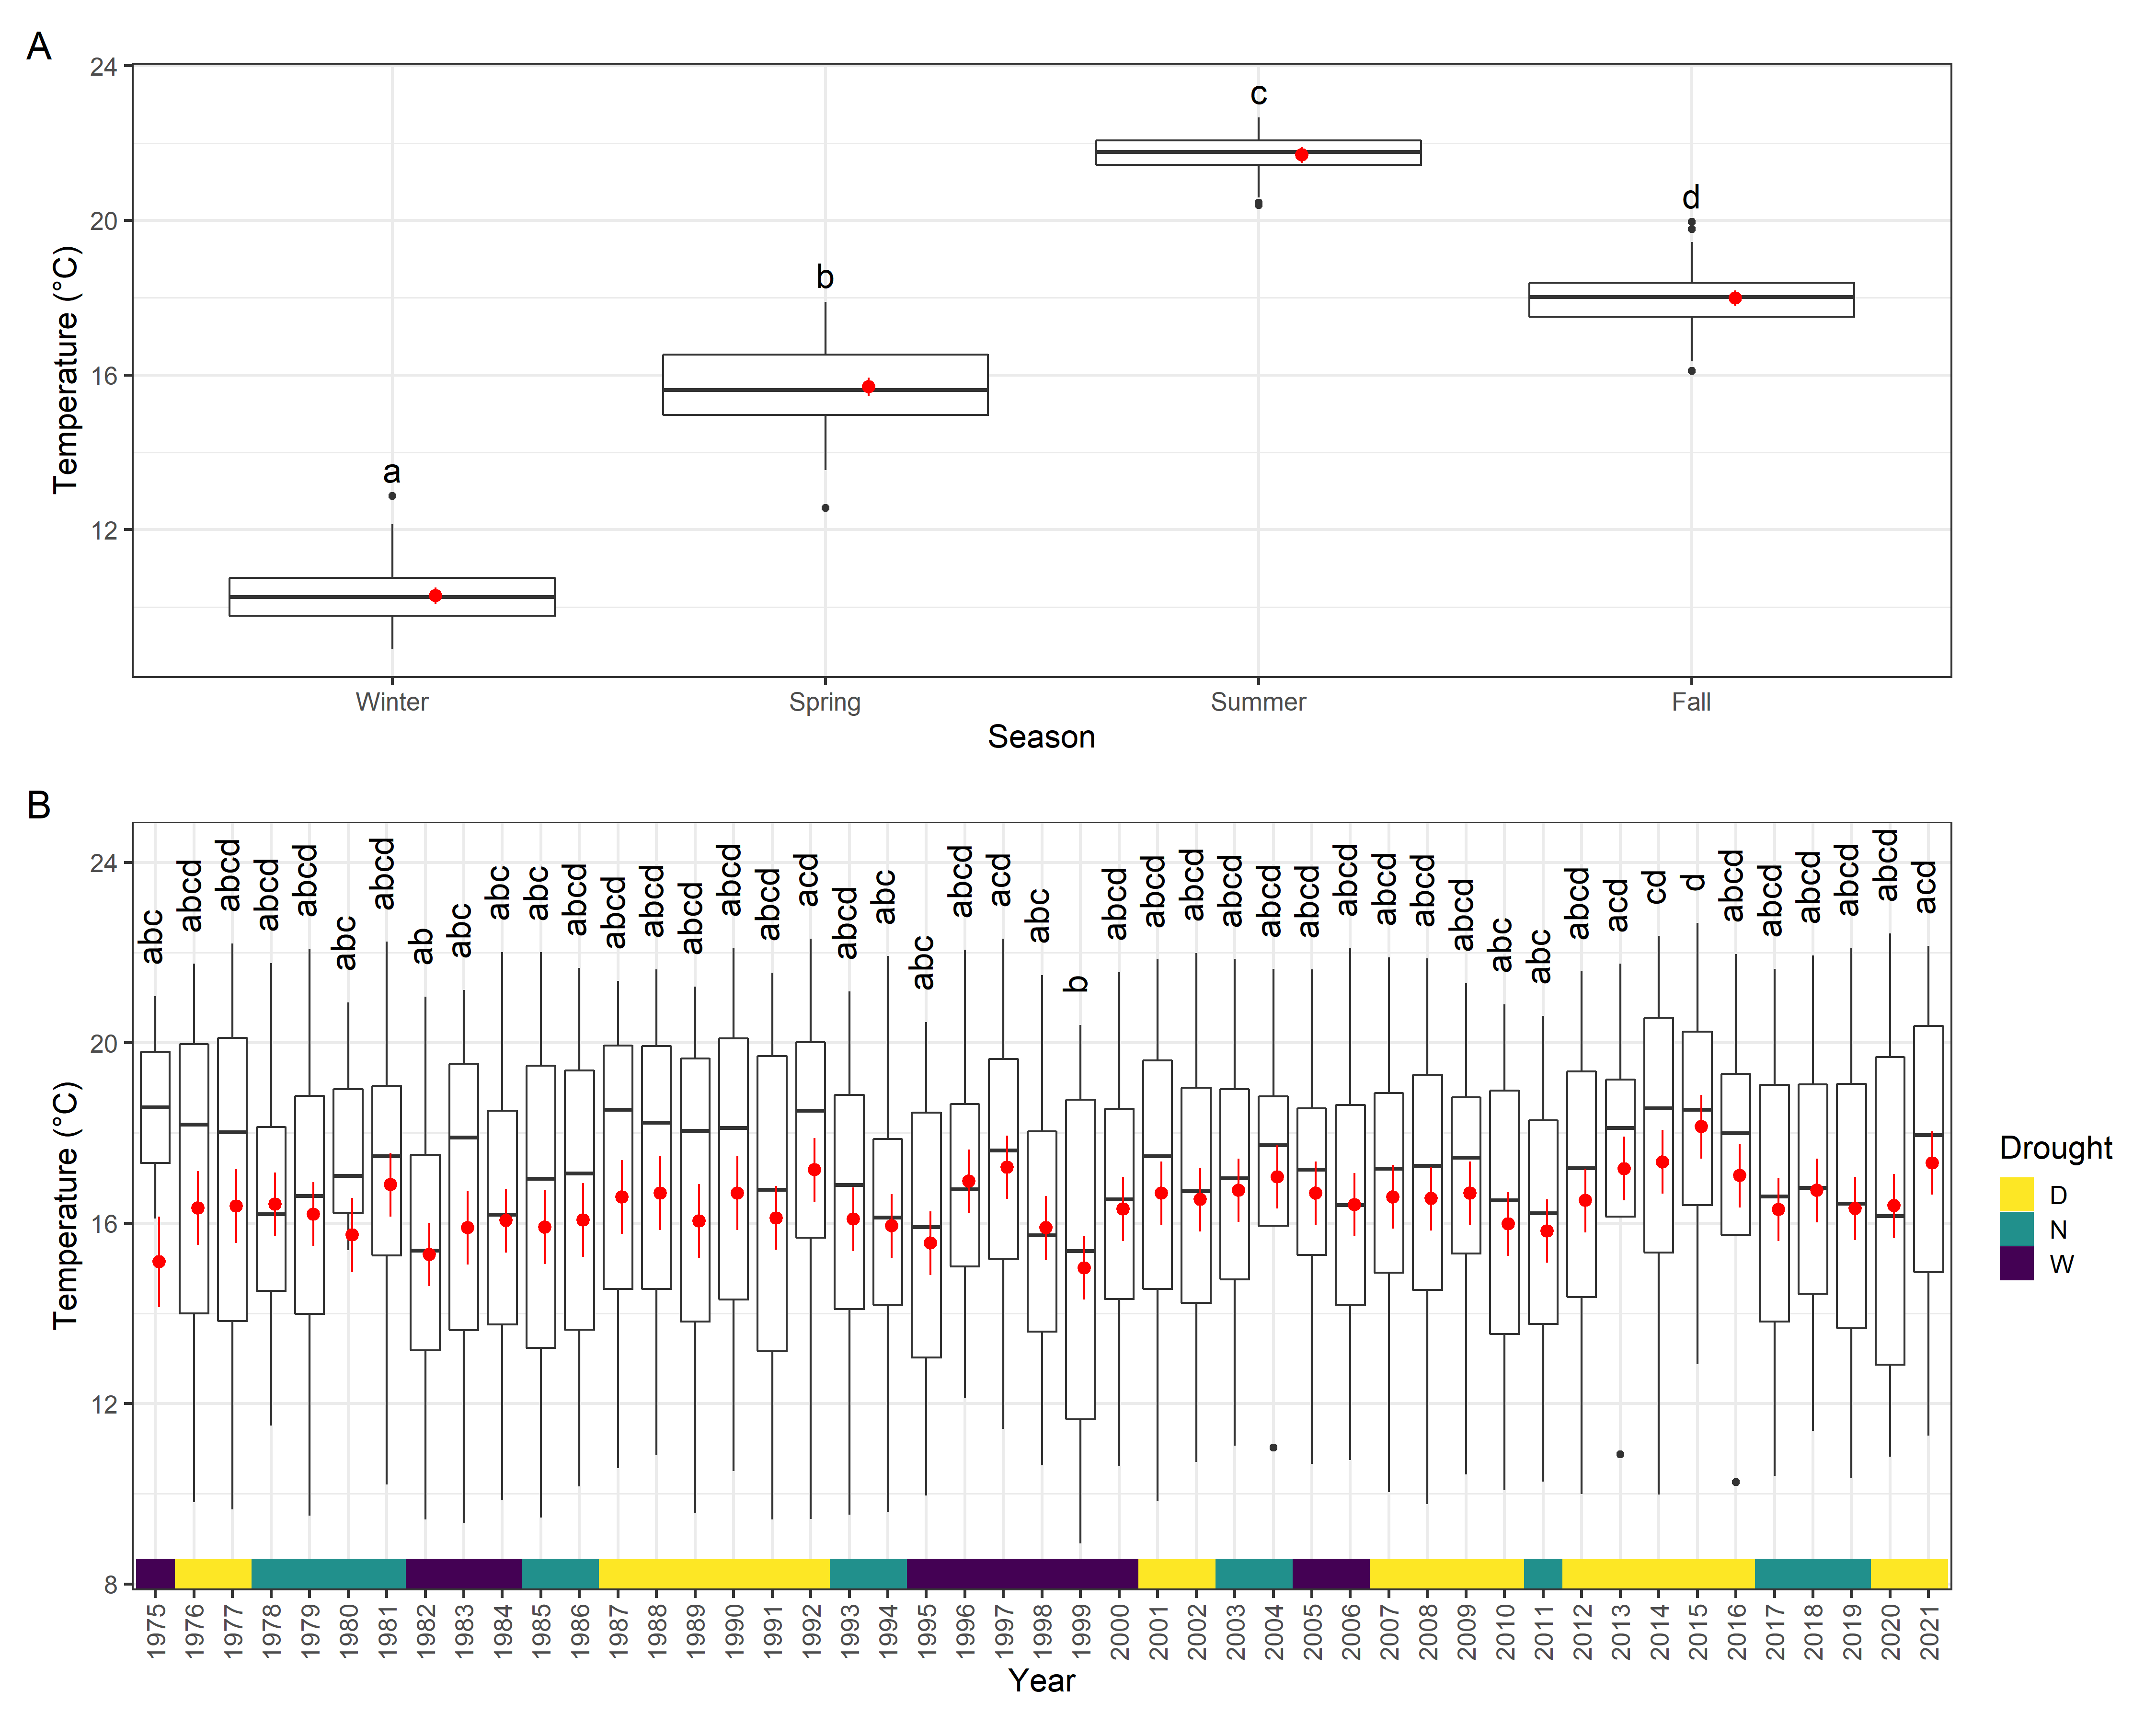 A
24
20
16
12
Temperature (°C)
a
b
c
d
Winter Spring Summer Fall
Season
B
24
20
16
12
8
Temperature (°C)
abc abcd abcd abcd abcd abc abcd ab abc abc abc abcd abcd abcd abcd abcd abcd acd abcd abc abc abcd acd abc b abcd abcd abcd abcd abcd abcd abcd abcd abcd abcd abc abc abcd acd cd d abcd abcd abcd abcd abcd acd
1975 1976 1977 1978 1979 1980 1981 1982 1983 1984 1985 1986 1987 1988 1989 1990 1991 1992 1993 1994 1995 1996 1997 1998 1999 2000 2001 2002 2003 2004 2005 2006 2007 2008 2009 2010 2011 2012 2013 2014 2015 2016 2017 2018 2019 2020 2021
Year
Drought
D
N
W